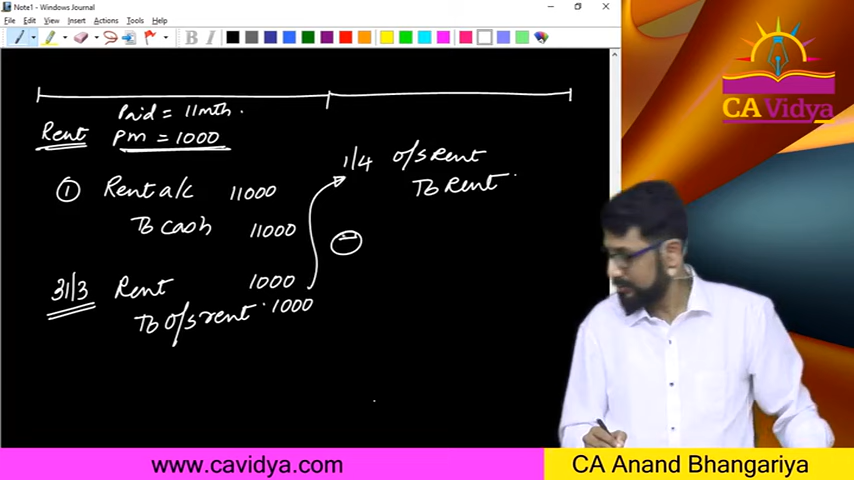 Note1 - Windows Journal
File Edit View Insert Actions Tools Help
Paid = 11mth.
Rent Pm = 1000
① Rent a/c 11000
To cash 11000
31/3 Rent 1000
To O/s rent 1000
1/4 O/s Rent
To Rent
CA Vidya
www.cavidya.com
CA Anand Bhangariya